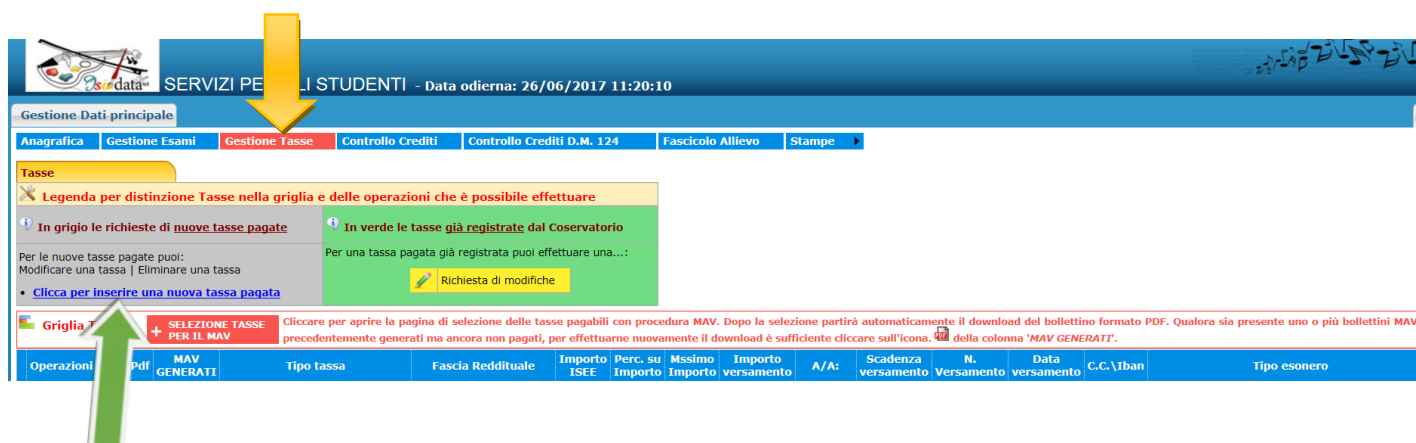 Isidata SERVIZI PE LI STUDENTI - Data odierna: 26/06/2017 11:20:10
Gestione Dati principale
Anagrafica Gestione Esami Gestione Tasse Controllo Crediti Controllo Crediti D.M. 124 Fascicolo Allievo Stampe
Tasse
Legenda per distinzione Tasse nella griglia e delle operazioni che è possibile effettuare
In grigio le richieste di nuove tasse pagate
Per le nuove tasse pagate puoi:
Modificare una tassa | Eliminare una tassa
• Clicca per inserire una nuova tassa pagata
In verde le tasse già registrate dal Coservatorio
Per una tassa pagata già registrata puoi effettuare una...:
Richiesta di modifiche
Griglia T
+ SELEZIONE TASSE
PER IL MAV
Cliccare per aprire la pagina di selezione delle tasse pagabili con procedura MAV. Dopo la selezione partirà automaticamente il download del bollettino formato PDF. Qualora sia presente uno o più bollettini MAV
precedentemente generati ma ancora non pagati, per effettuarne nuovamente il download è sufficiente cliccare sull'icona. della colonna 'MAV GENERATI'.
Operazioni Pdf MAV GENERATI Tipo tassa Fascia Reddituale Importo ISEE Perc. su Importo Mssimo Importo Importo versamento A/A: Scadenza versamento N. Versamento Data versamento C.C.\Iban Tipo esonero